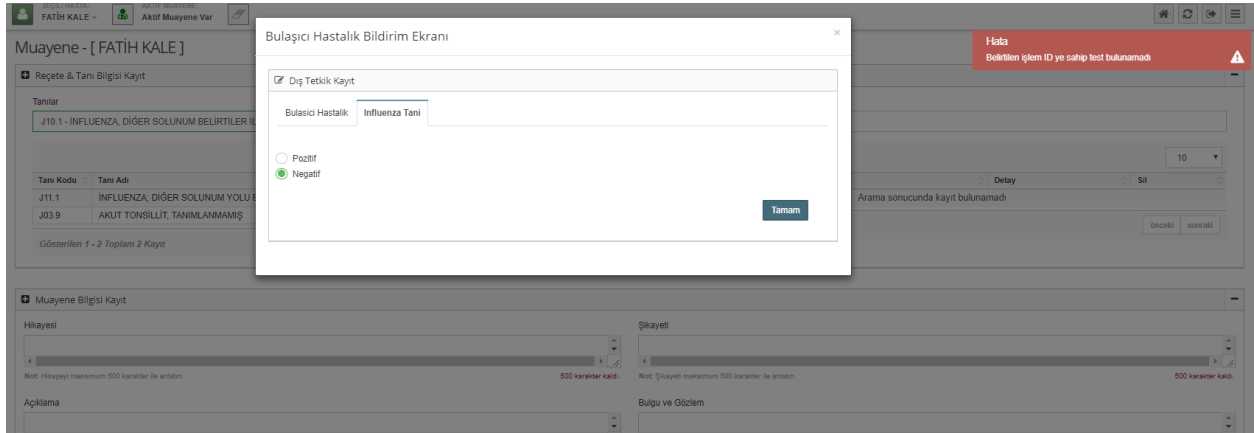 SEÇİLİ HASTA:
FATİH KALE
AKTİF MUAYENE:
Aktif Muayene Var
Muayene - [ FATİH KALE ]
Bulaşıcı Hastalık Bildirim Ekranı
×
Hata
Belirtilen işlem ID ye sahip test bulunamadı
Reçete & Tanı Bilgisi Kayıt
Dış Tetkik Kayıt
Tanılar
J10.1 - İNFLUENZA, DİĞER SOLUNUM BELİRTİLER İL
Bulasici Hastalik
Influenza Tani
Pozitif
Negatif
Tamam
10
Tanı Kodu
Tanı Adı
Detay
Sil
J11.1
İNFLUENZA; DİĞER SOLUNUM YOLU
Arama sonucunda kayıt bulunamadı
J03.9
AKUT TONSİLLİT, TANIMLANMAMIŞ
önceki
sonraki
Gösterilen 1 - 2 Toplam 2 Kayıt
Muayene Bilgisi Kayıt
Hikayesi
Şikayeti
Not: Hikayeyi maksimum 500 karakter ile anlatın.
500 karakter kaldı.
Not: Şikayeti maksimum 500 karakter ile anlatın.
500 karakter kaldı.
Açıklama
Bulgu ve Gözlem